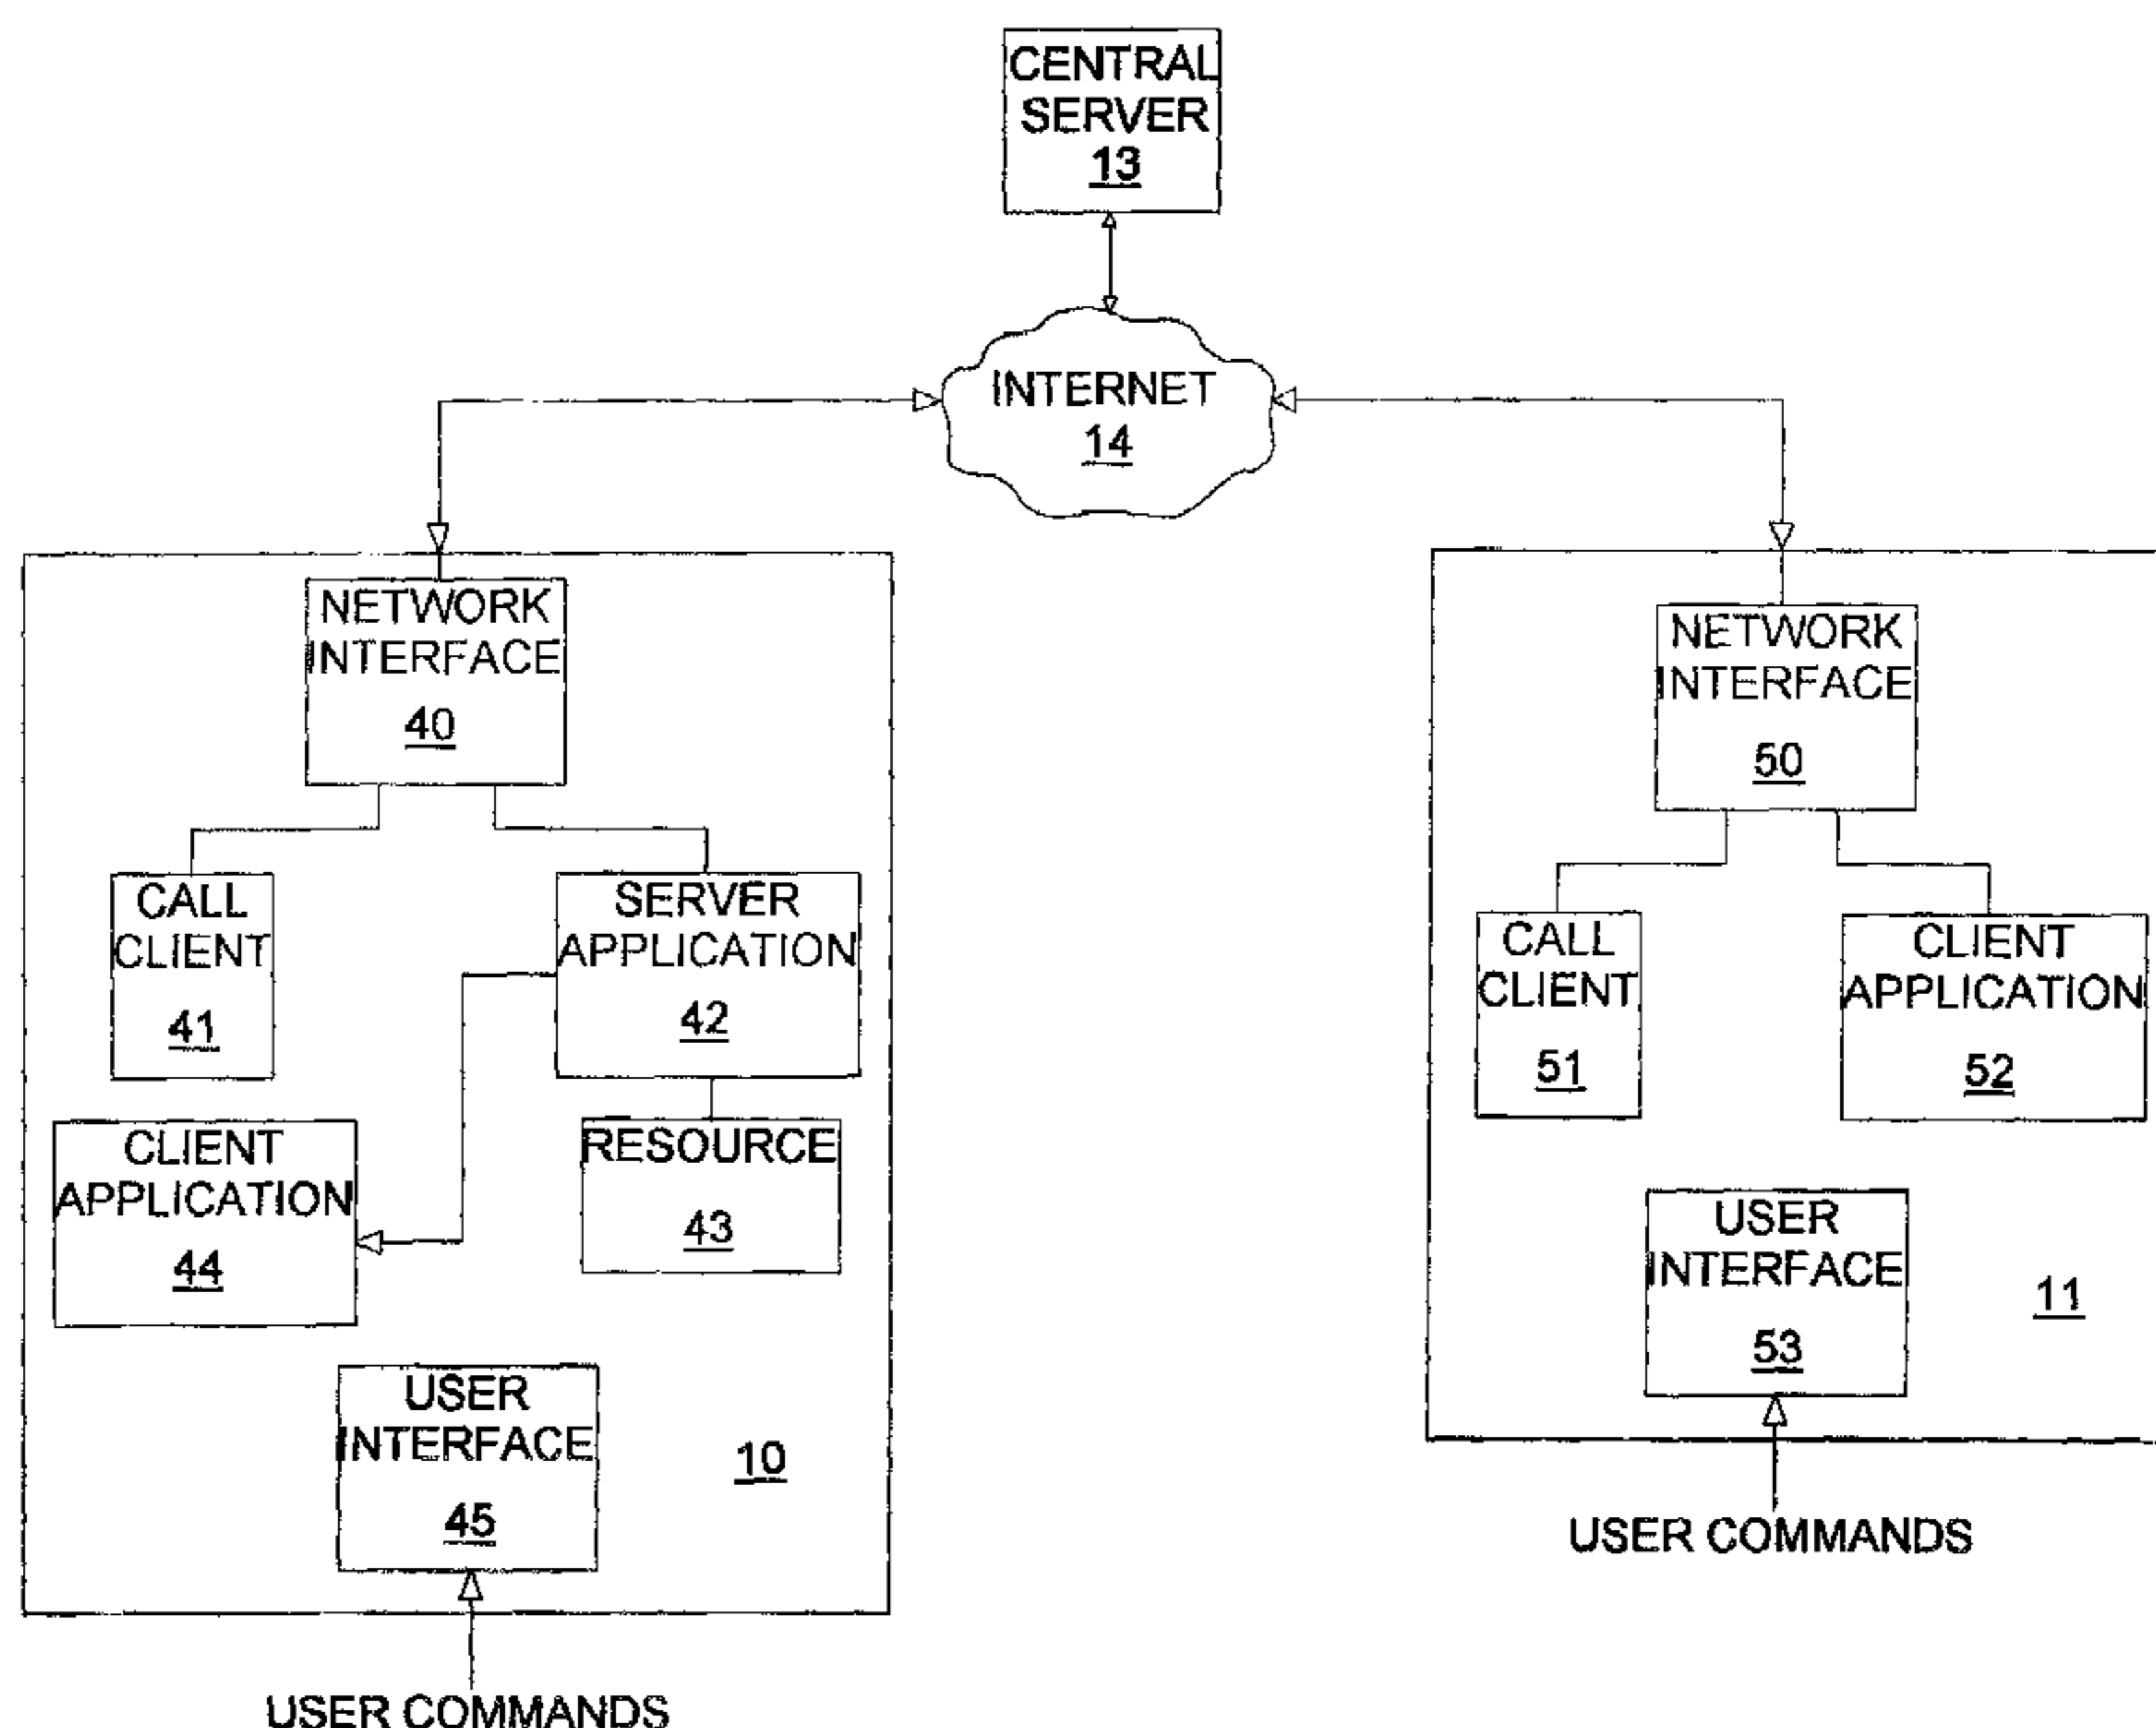 CENTRAL
SERVER
13
INTERNET
14
NETWORK
INTERFACE
40
CALL
CLIENT
41
SERVER
APPLICATION
42
CLIENT
APPLICATION
44
RESOURCE
43
USER
INTERFACE
45
10
USER COMMANDS
NETWORK
INTERFACE
50
CALL
CLIENT
51
CLIENT
APPLICATION
52
USER
INTERFACE
53
11
USER COMMANDS